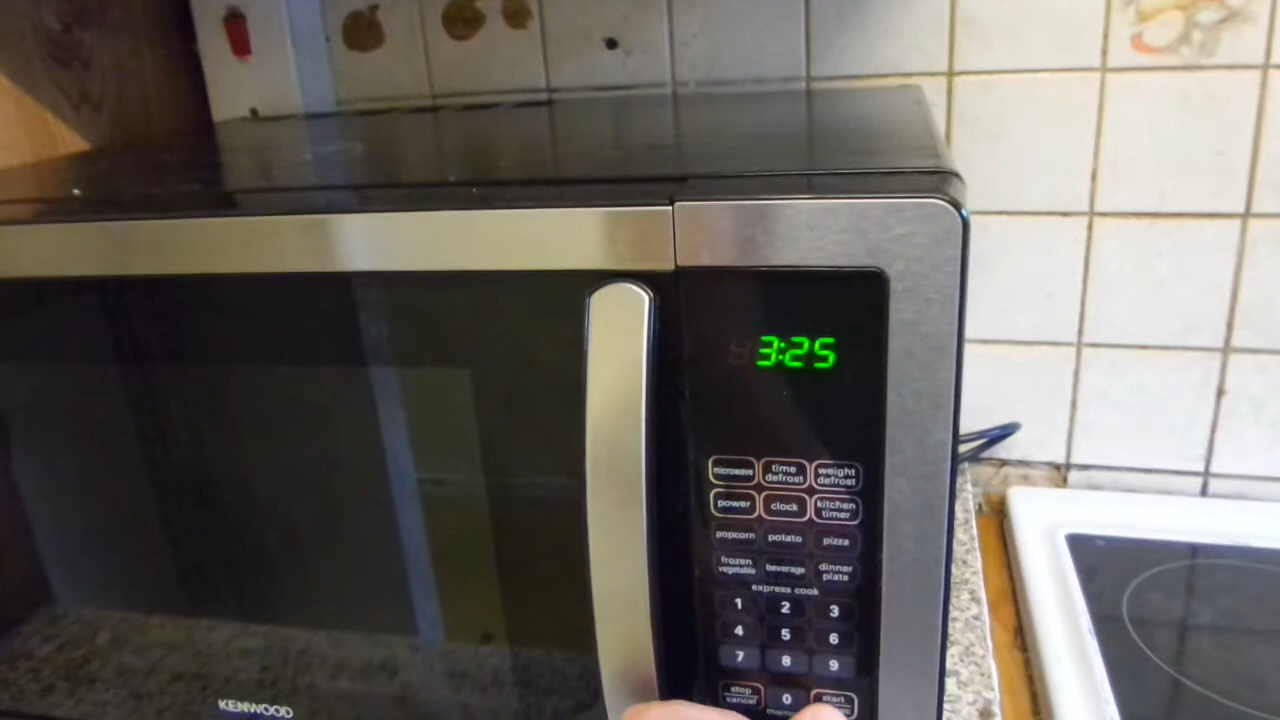 3:25
microwave time defrost weight defrost
power clock kitchen timer
popcorn potato pizza
frozen vegetable beverage dinner plate
express cook
1 2 3
4 5 6
7 8 9
stop cancel 0 start
KENWOOD